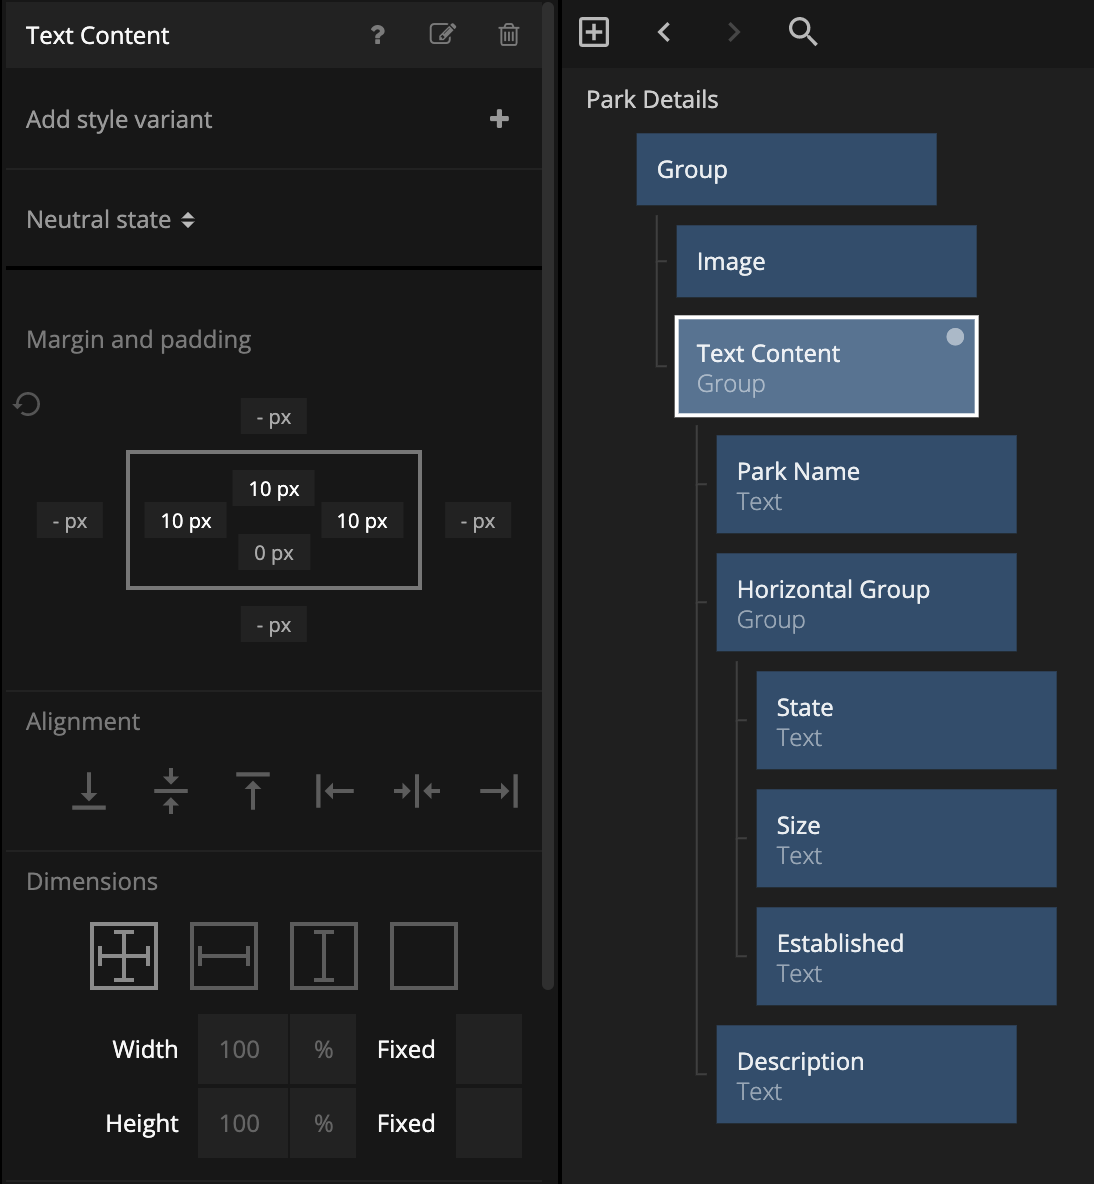 Text Content
?
Add style variant
Neutral state
Margin and padding
- px
10 px
- px
10 px
10 px
- px
0 px
- px
Alignment
Dimensions
Width 100 % Fixed
Height 100 % Fixed
Park Details
Group
Image
Text Content
Group
Park Name
Text
Horizontal Group
Group
State
Text
Size
Text
Established
Text
Description
Text